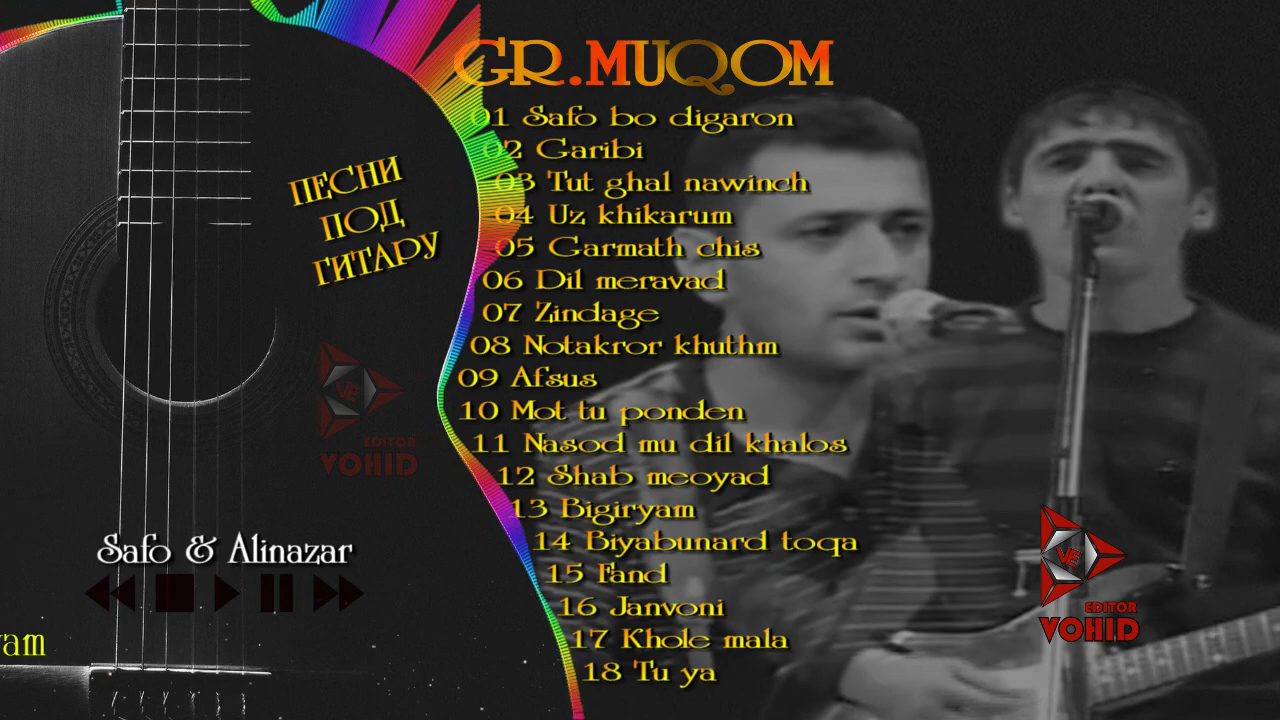 GR.MUQOM
01 Safo bo digaron
02 Garibi
03 Tut ghal nawinch
04 Uz khikarum
05 Garmath chis
06 Dil meravad
07 Zindage
08 Notakror khuthm
09 Afsus
10 Mot tu ponden
11 Nasod mu dil khalos
12 Shab meoyad
13 Bigiryam
14 Biyabunard toqa
15 Fand
16 Janvoni
17 Khole mala
18 Tu ya
ПЕСНИ
ПОД
ГИТАРУ
VE
EDITOR
VOHID
Safo & Alinazar
VE
EDITOR
VOHID